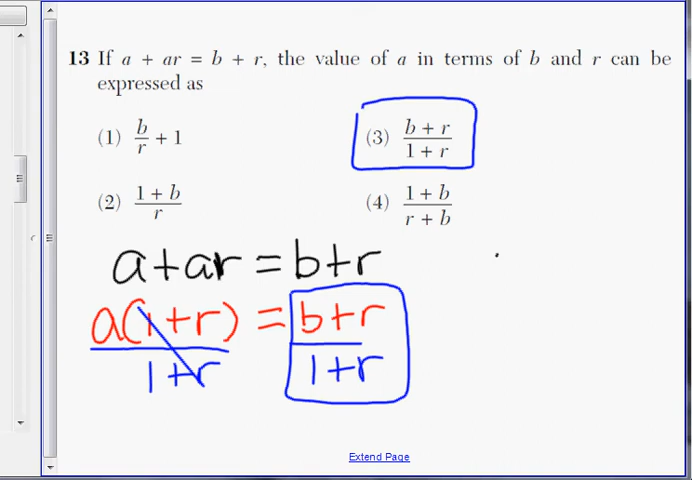 13 If a + ar = b + r, the value of a in terms of b and r can be
expressed as
(1) b/r + 1
(3) (b + r)/(1 + r)
(2) (1 + b)/r
(4) (1 + b)/(r + b)
a+ar = b+r
a(1+r) = b+r
1+r 1+r
Extend Page